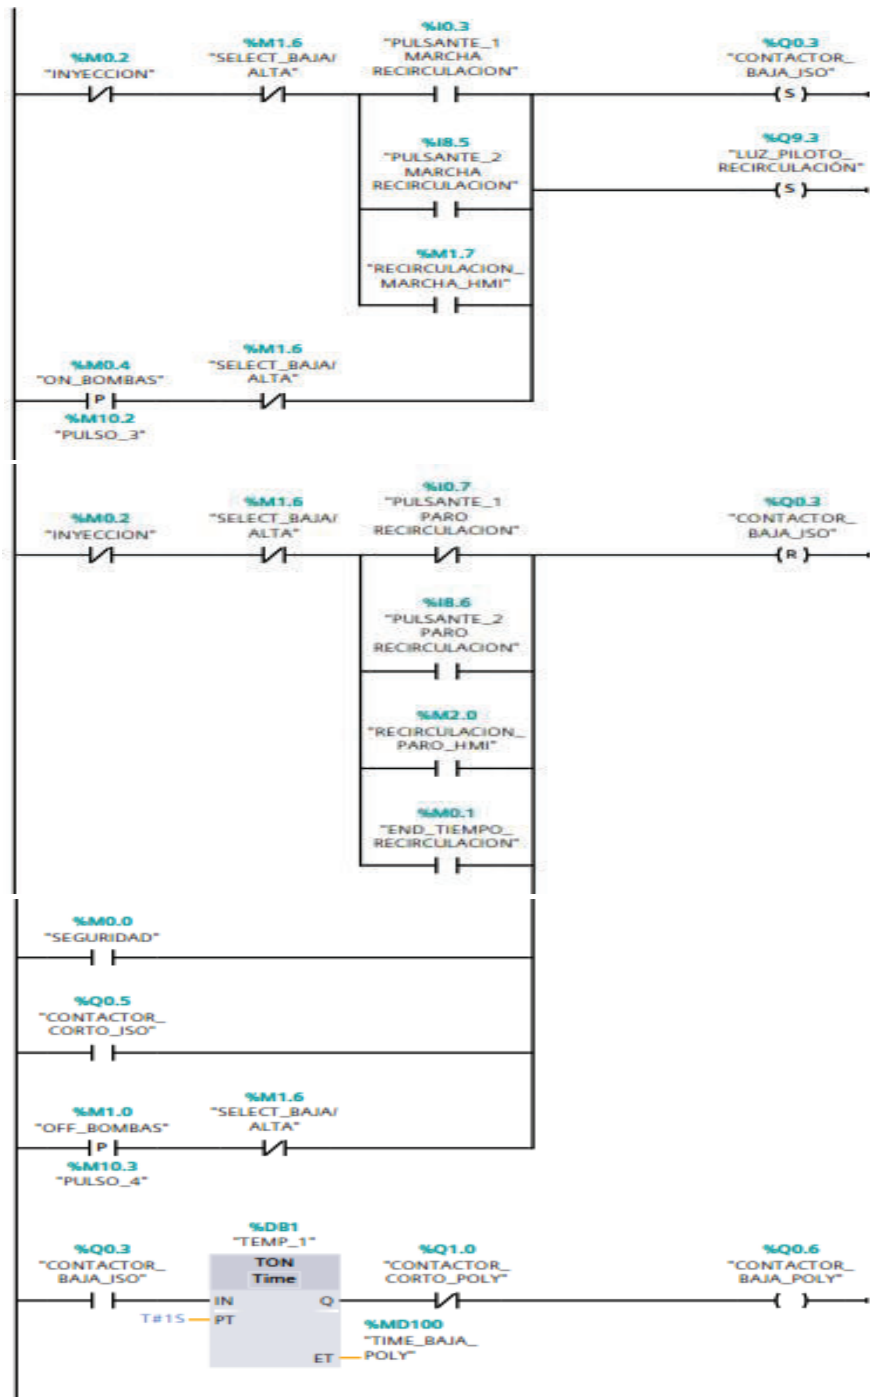 %M0.2
"INYECCION"
%M1.6
"SELECT_BAJA/
ALTA"
%I0.3
"PULSANTE_1
MARCHA
RECIRCULACION"
%Q0.3
"CONTACTOR_
BAJA_ISO"
S
%I8.5
"PULSANTE_2
MARCHA
RECIRCULACION"
%Q9.3
"LUZ_PILOTO_
RECIRCULACIÓN"
S
%M1.7
"RECIRCULACION_
MARCHA_HMI"
%M0.4
"ON_BOMBAS"
P
%M10.2
"PULSO_3"
%M1.6
"SELECT_BAJA/
ALTA"
%M0.2
"INYECCION"
%M1.6
"SELECT_BAJA/
ALTA"
%I0.7
"PULSANTE_1
PARO
RECIRCULACION"
%Q0.3
"CONTACTOR_
BAJA_ISO"
R
%I8.6
"PULSANTE_2
PARO
RECIRCULACION"
%M2.0
"RECIRCULACION_
PARO_HMI"
%M0.1
"END_TIEMPO_
RECIRCULACION"
%M0.0
"SEGURIDAD"
%Q0.5
"CONTACTOR_
CORTO_ISO"
%M1.0
"OFF_BOMBAS"
P
%M10.3
"PULSO_4"
%M1.6
"SELECT_BAJA/
ALTA"
%Q0.3
"CONTACTOR_
BAJA_ISO"
%DB1
"TEMP_1"
TON
Time
IN
Q
T#1S
PT
ET
%Q1.0
"CONTACTOR_
CORTO_POLY"
%MD100
"TIME_BAJA_
POLY"
%Q0.6
"CONTACTOR_
BAJA_POLY"